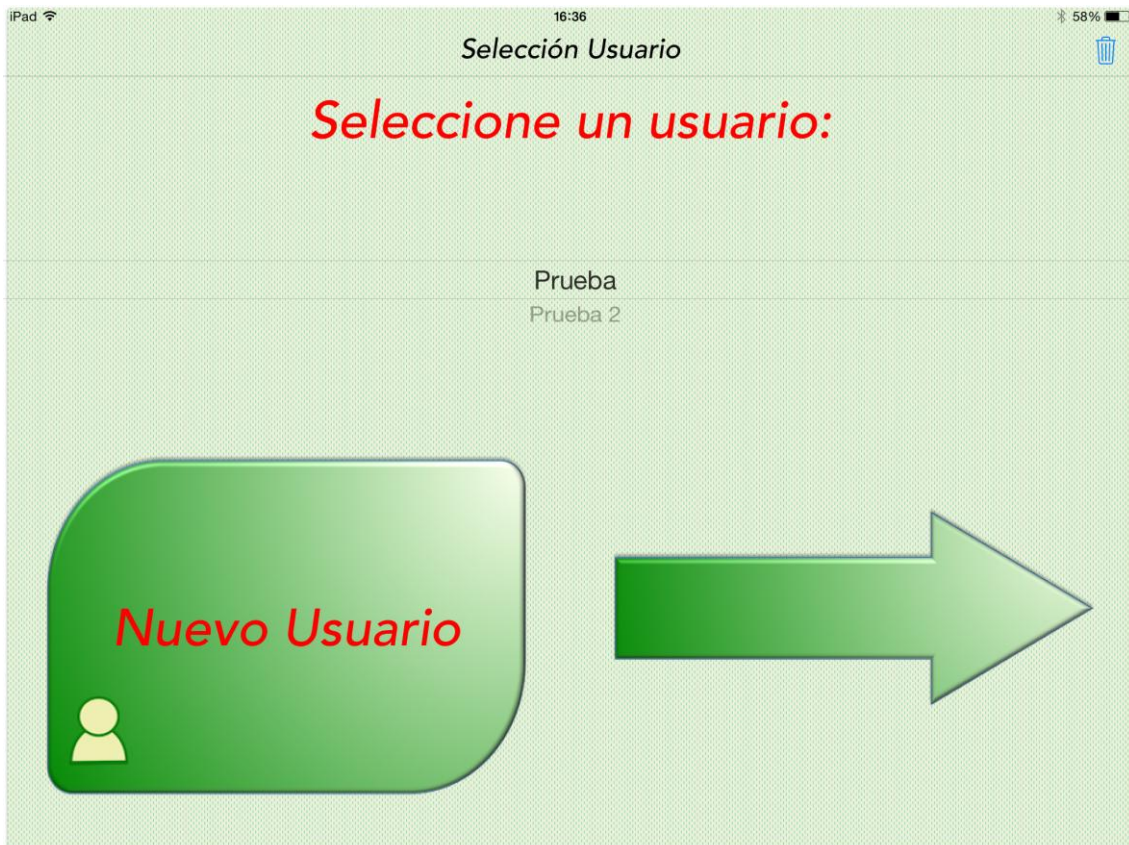 iPad 16:36 58%
Selección Usuario
Seleccione un usuario:
Prueba
Prueba 2
Nuevo Usuario